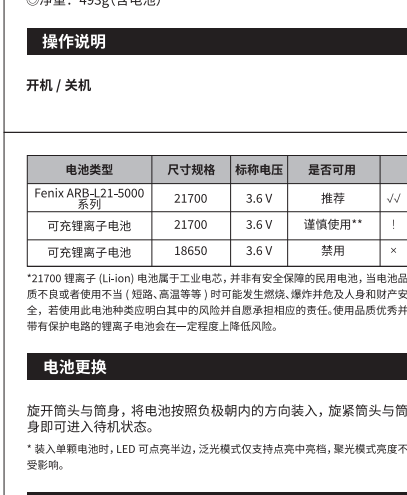 ◎净重：493g(含电池)
操作说明
开机 / 关机
电池类型 尺寸规格 标称电压 是否可用
Fenix ARB-L21-5000 系列 21700 3.6 V 推荐 √√
可充锂离子电池 21700 3.6 V 谨慎使用** !
可充锂离子电池 18650 3.6 V 禁用 ×
*21700 锂离子 (Li-ion) 电池属于工业电芯，并非有安全保障的民用电池，当电池品
质不良或者使用不当 ( 短路、高温等等 ) 时可能发生燃烧、爆炸并危及人身和财产安
全，若使用此电池种类应明白其中的风险并自愿承担相应的责任。使用品质优秀并
带有保护电路的锂离子电池会在一定程度上降低风险。
电池更换
旋开筒头与筒身，将电池按照负极朝内的方向装入，旋紧筒头与筒
身即可进入待机状态。
* 装入单颗电池时，LED 可点亮半边，泛光模式仅支持点亮中亮档，聚光模式亮度不
受影响。